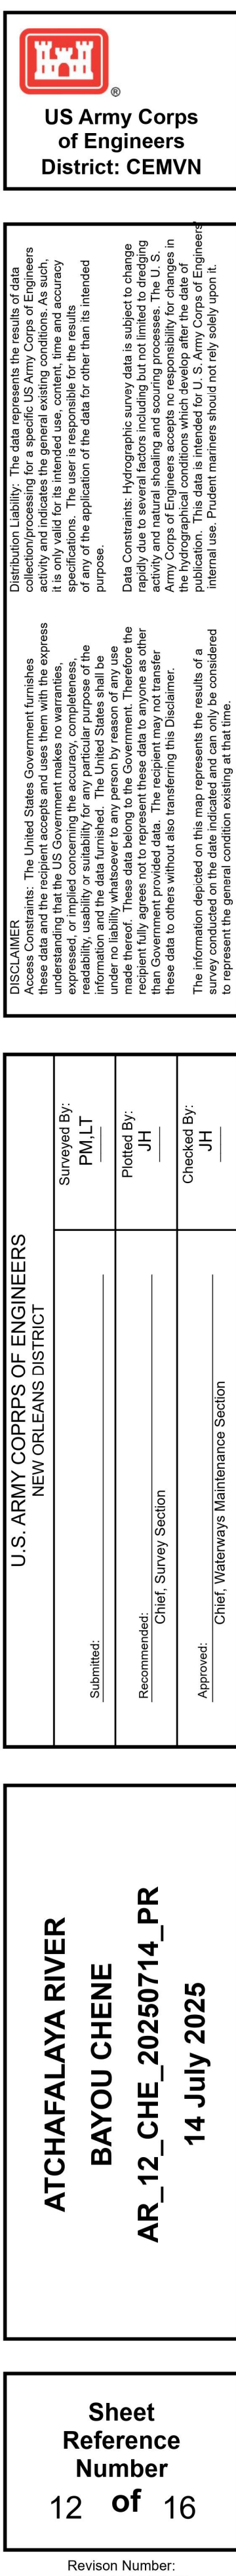 US Army Corps
of Engineers
District: CEMVN
®
DISCLAIMER
Access Constraints: The United States Government furnishes
these data and the recipient accepts and uses them with the express
understanding that the US Government makes no warranties,
expressed, or implied concerning the accuracy, completeness,
readability, usability or suitability for any particular purpose of the
information and the data furnished. The United States shall be
under no liability whatsoever to any person by reason of any use
made thereof. These data belong to the Government. Therefore the
recipient fully agrees not to represent these data to anyone as other
than Government provided data. The recipient may not transfer
these data to others without also transferring this Disclaimer.
The information depicted on this map represents the results of a
survey conducted on the date indicated and can only be considered
to represent the general condition existing at that time.
Distribution Liability: The data represents the results of data
collection/processing for a specific US Army Corps of Engineers
activity and indicates the general existing conditions. As such,
it is only valid for its intended use, content, time and accuracy
specifications. The user is responsible for the results
of any of the application of the data for other than its intended
purpose.
Data Constraints: Hydrographic survey data is subject to change
rapidly due to several factors including but not limited to dredging
activity and natural shoaling and scouring processes. The U. S.
Army Corps of Engineers accepts no responsibility for changes in
the hydrographical conditions which develop after the date of
publication. This data is intended for U. S. Army Corps of Engineers'
internal use. Prudent mariners should not rely solely upon it.
U.S. ARMY COPRPS OF ENGINEERS
NEW ORLEANS DISTRICT
Submitted:
Surveyed By:
PM,LT
Recommended:
Chief, Survey Section
Plotted By:
JH
Approved:
Chief, Waterways Maintenance Section
Checked By:
JH
ATCHAFALAYA RIVER
BAYOU CHENE
AR_12_CHE_20250714_PR
14 July 2025
Sheet
Reference
Number
12 of 16
Revison Number: